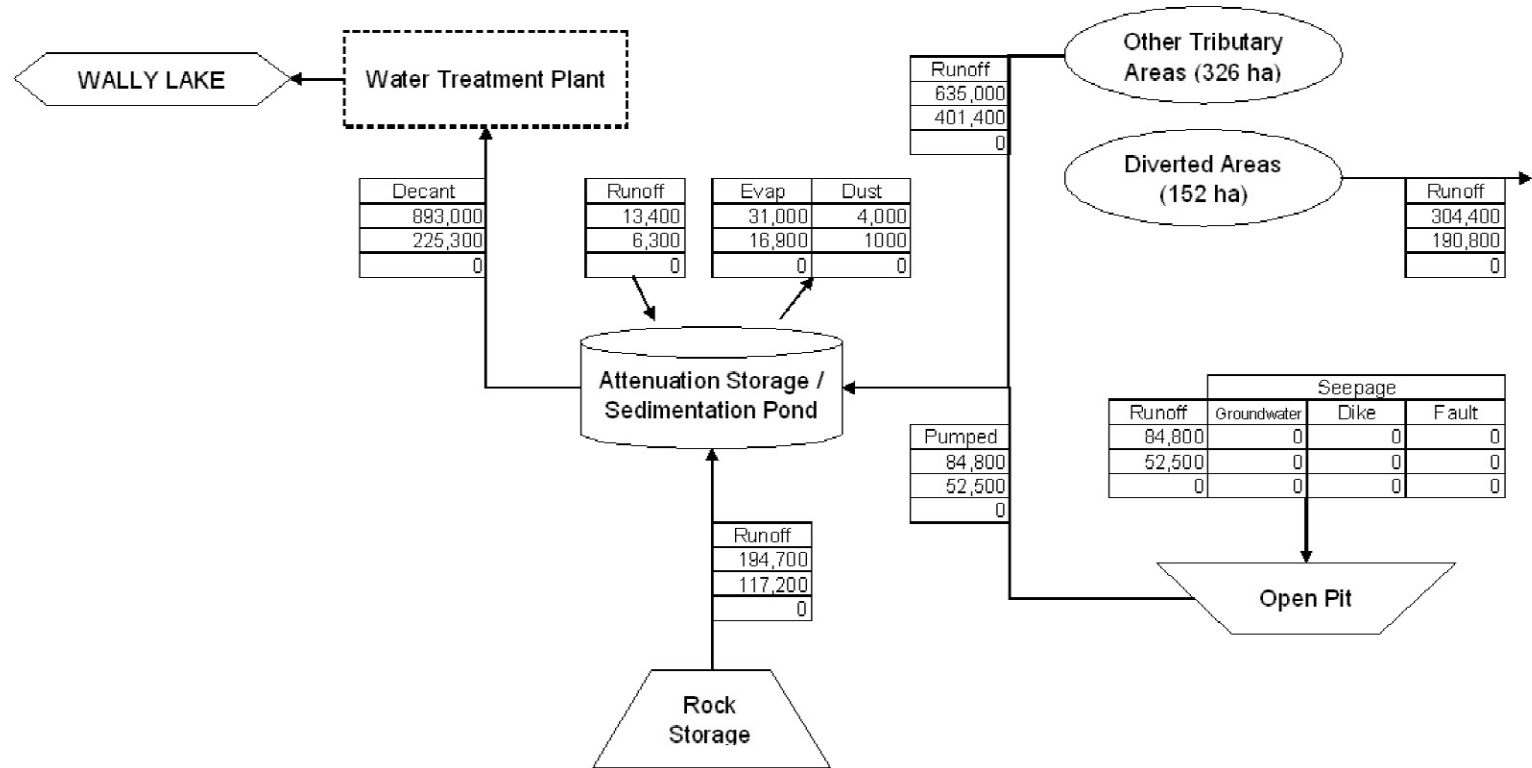 WALLY LAKE
Water Treatment Plant
Other Tributary
Areas (326 ha)
Runoff
635,000
401,400
0
Diverted Areas
(152 ha)
Runoff
304,400
190,800
0
Decant
893,000
225,300
0
Runoff
13,400
6,300
0
Evap Dust
31,000 4,000
16,900 1000
0 0
Attenuation Storage /
Sedimentation Pond
Seepage
Runoff Groundwater Dike Fault
84,800 0 0 0
52,500 0 0 0
0 0 0 0
Pumped
84,800
52,500
0
Open Pit
Runoff
194,700
117,200
0
Rock
Storage